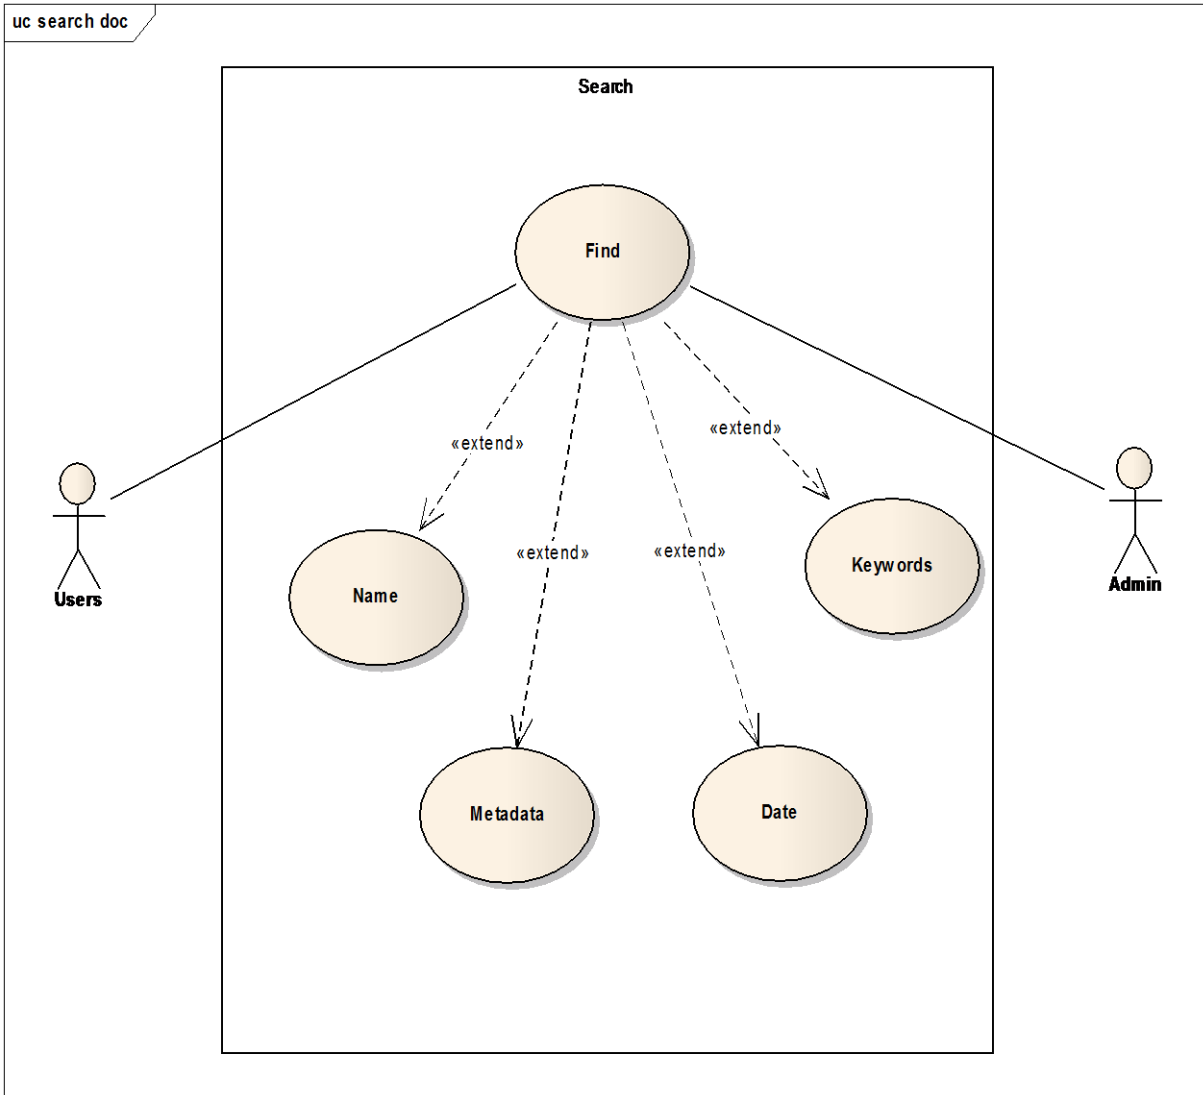 uc search doc
Search
Find
«extend»
«extend»
«extend»
«extend»
Name
Keywords
Users
Admin
Metadata
Date